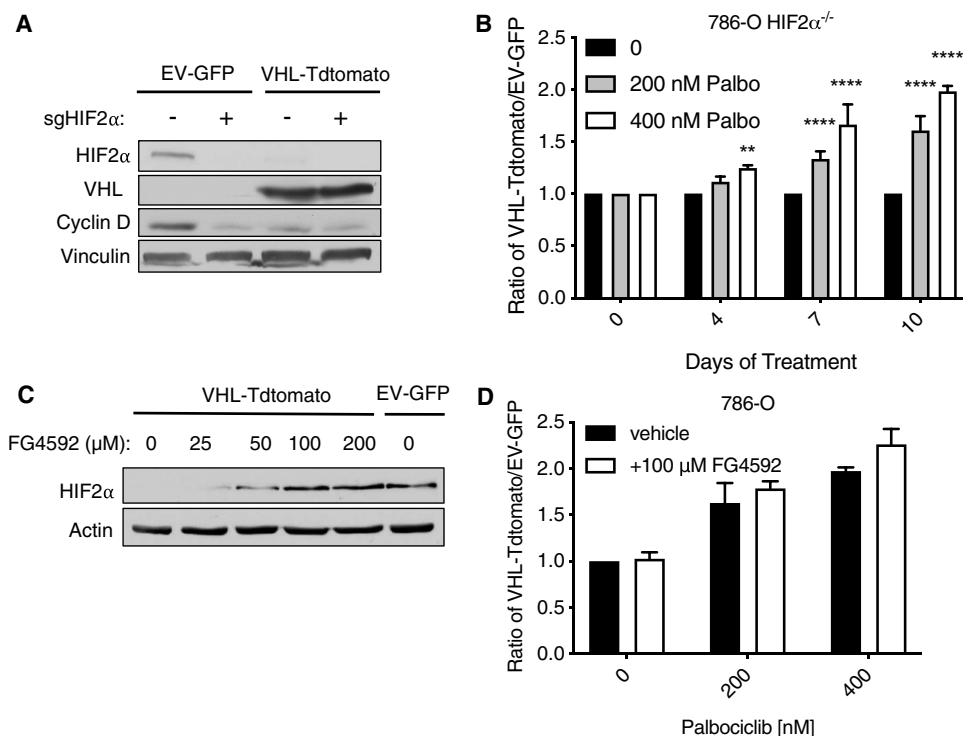 A
EV-GFP VHL-Tdtomato
sgHIF2α: - + - +
HIF2α
VHL
Cyclin D
Vinculin
B
786-O HIF2α-/-
Ratio of VHL-Tdtomato/EV-GFP
2.5
2.0
1.5
1.0
0.5
0.0
0
200 nM Palbo
400 nM Palbo
**
**** ****
**** ****
0 4 7 10
Days of Treatment
C
VHL-Tdtomato EV-GFP
FG4592 (µM): 0 25 50 100 200 0
HIF2α
Actin
D
786-O
Ratio of VHL-Tdtomato/EV-GFP
2.5
2.0
1.5
1.0
0.5
0.0
vehicle
+100 µM FG4592
0 200 400
Palbociclib [nM]